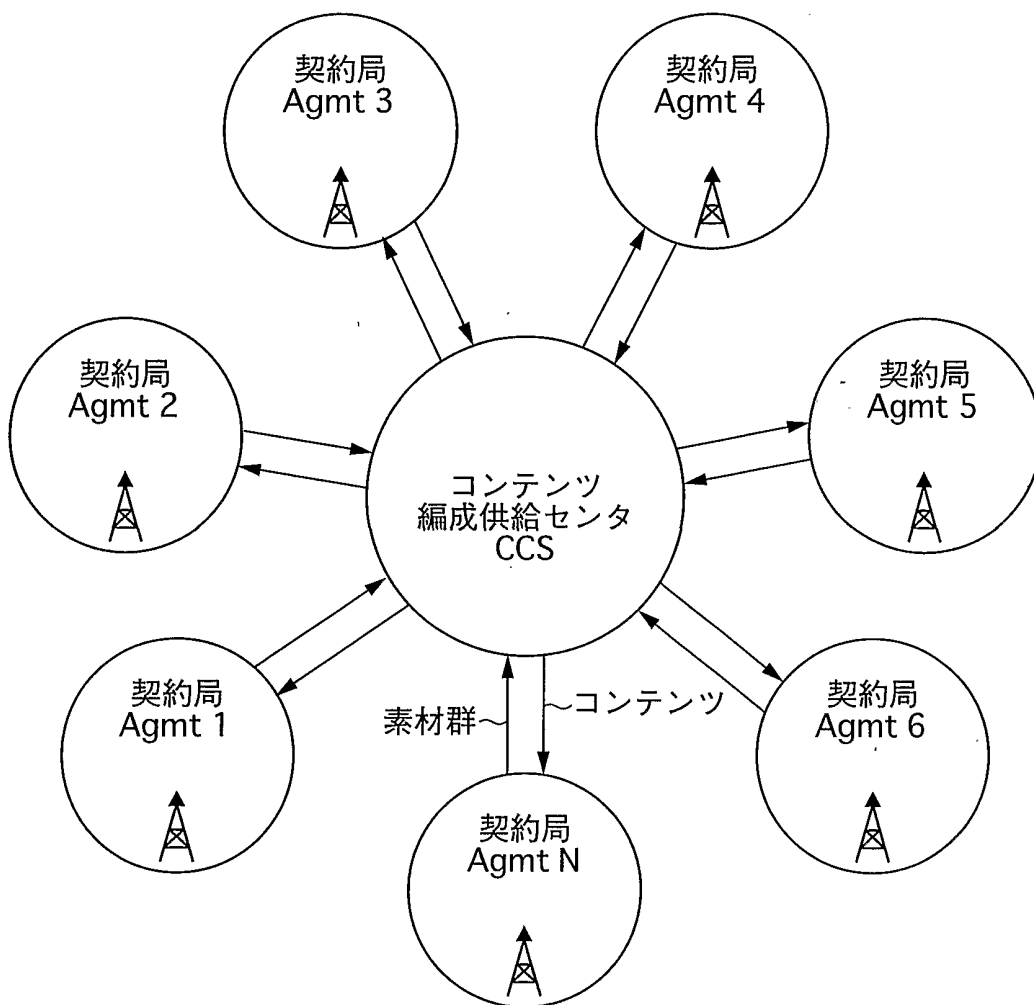 契約局
Agmt 3
契約局
Agmt 4
契約局
Agmt 2
契約局
Agmt 5
コンテンツ
編成供給センタ
CCS
契約局
Agmt 1
素材群
コンテンツ
契約局
Agmt 6
契約局
Agmt N